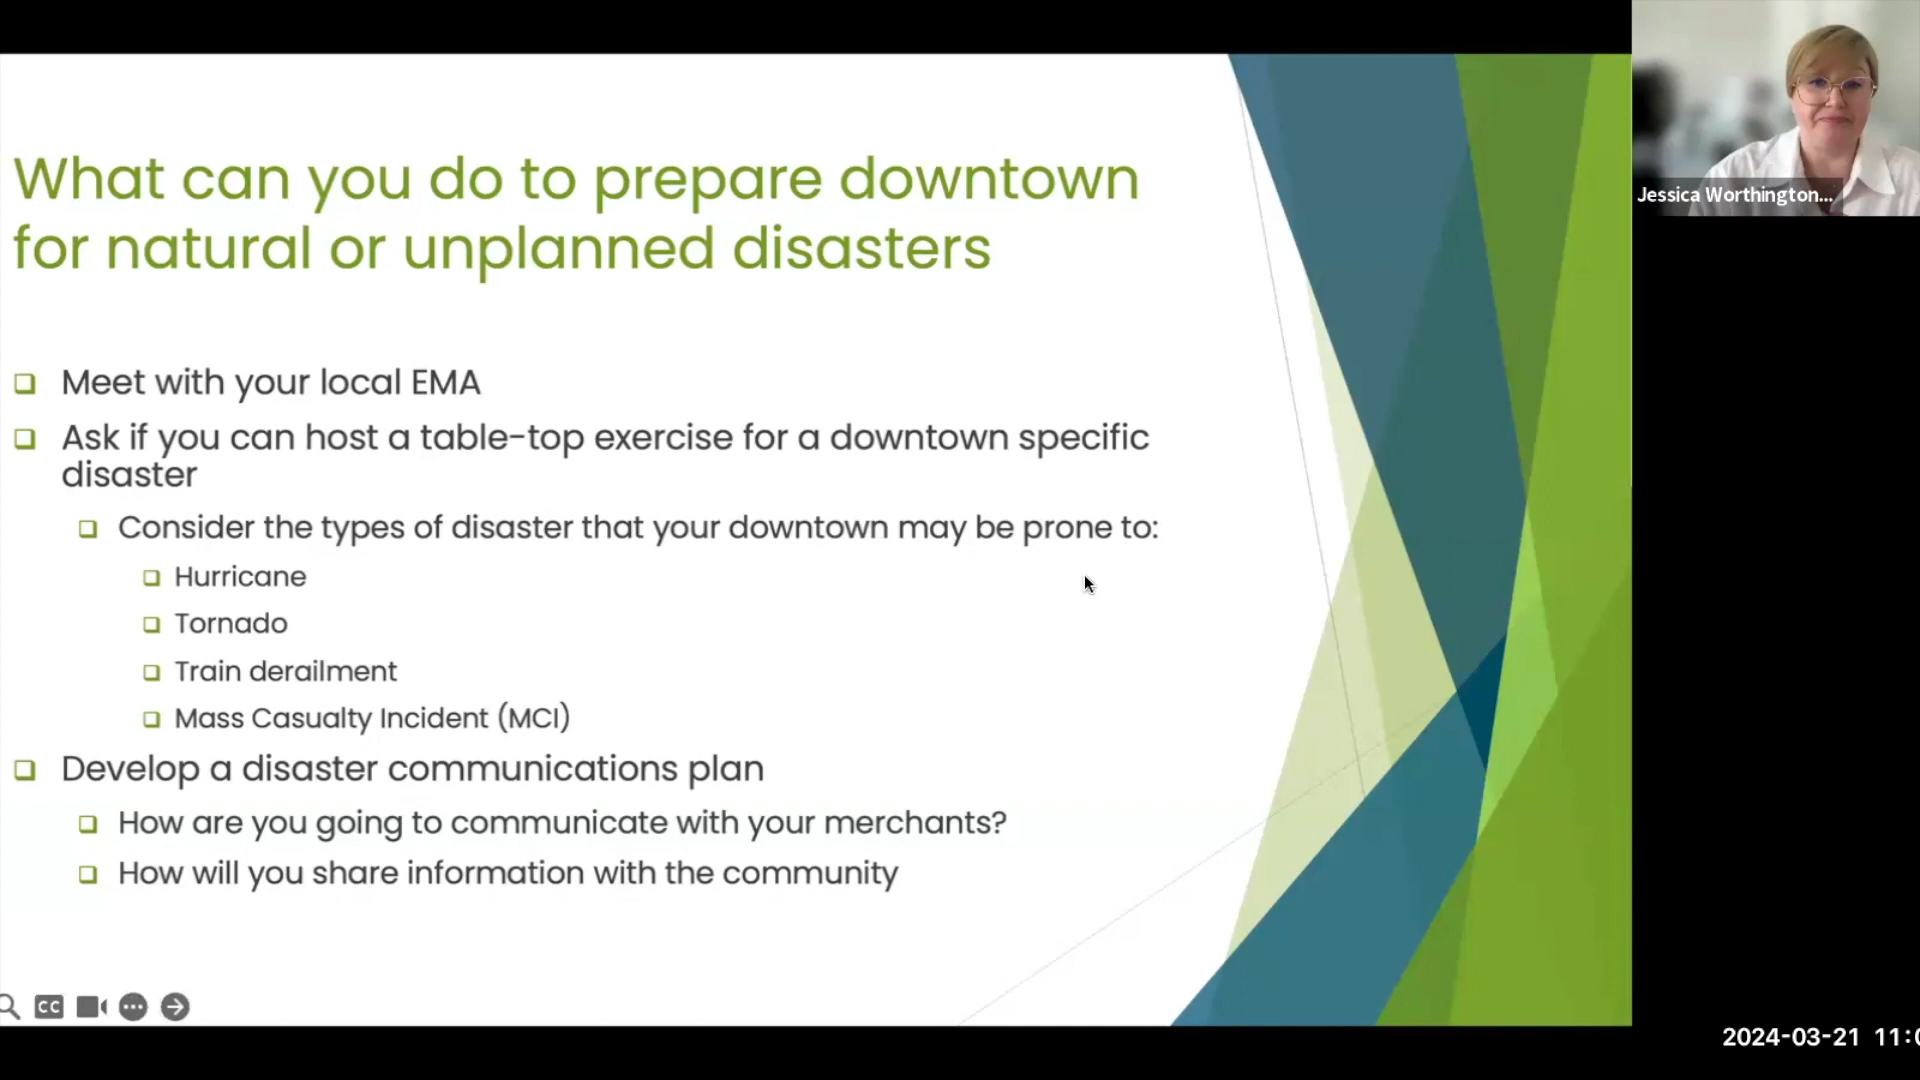 What can you do to prepare downtown
for natural or unplanned disasters
Meet with your local EMA
Ask if you can host a table-top exercise for a downtown specific
disaster
Consider the types of disaster that your downtown may be prone to:
Hurricane
Tornado
Train derailment
Mass Casualty Incident (MCI)
Develop a disaster communications plan
How are you going to communicate with your merchants?
How will you share information with the community
CC
Jessica Worthington...
2024-03-21 11:0